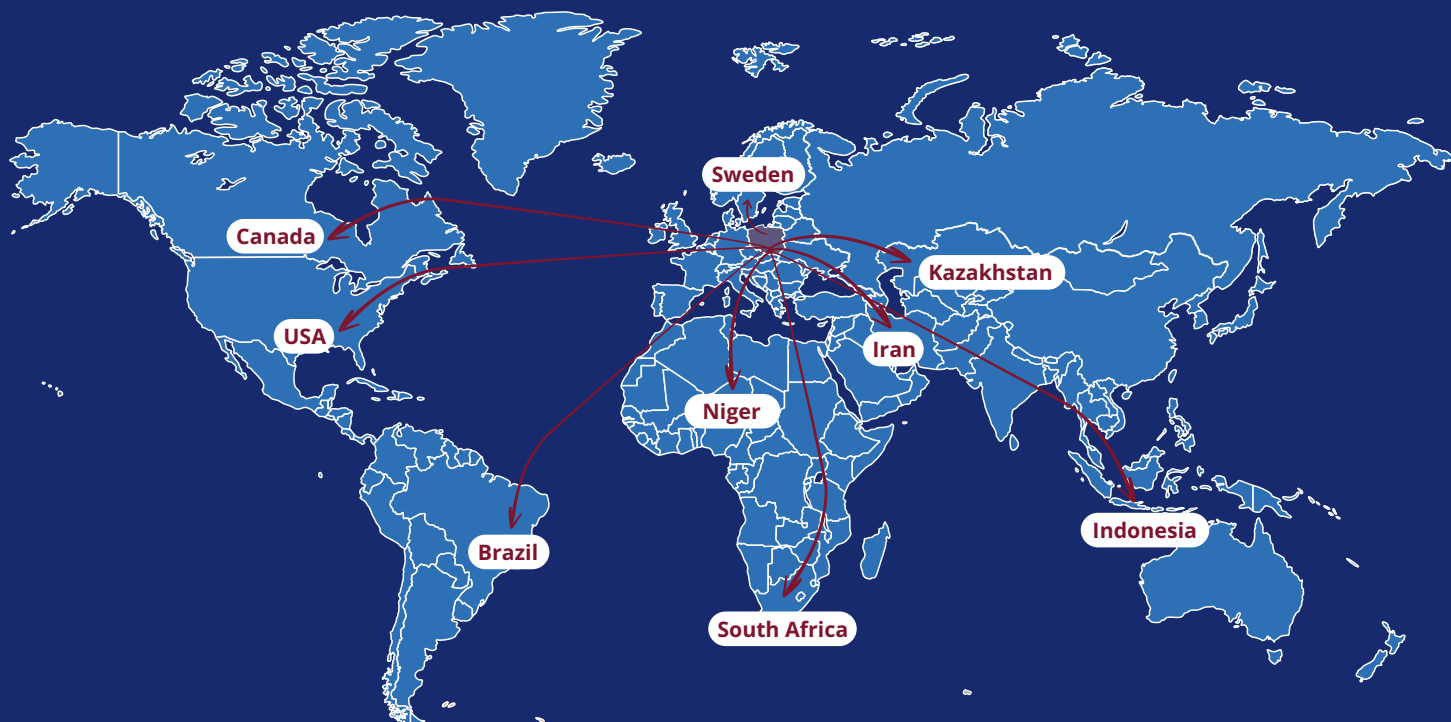 Sweden
Canada
Kazakhstan
USA
Iran
Niger
Indonesia
Brazil
South Africa